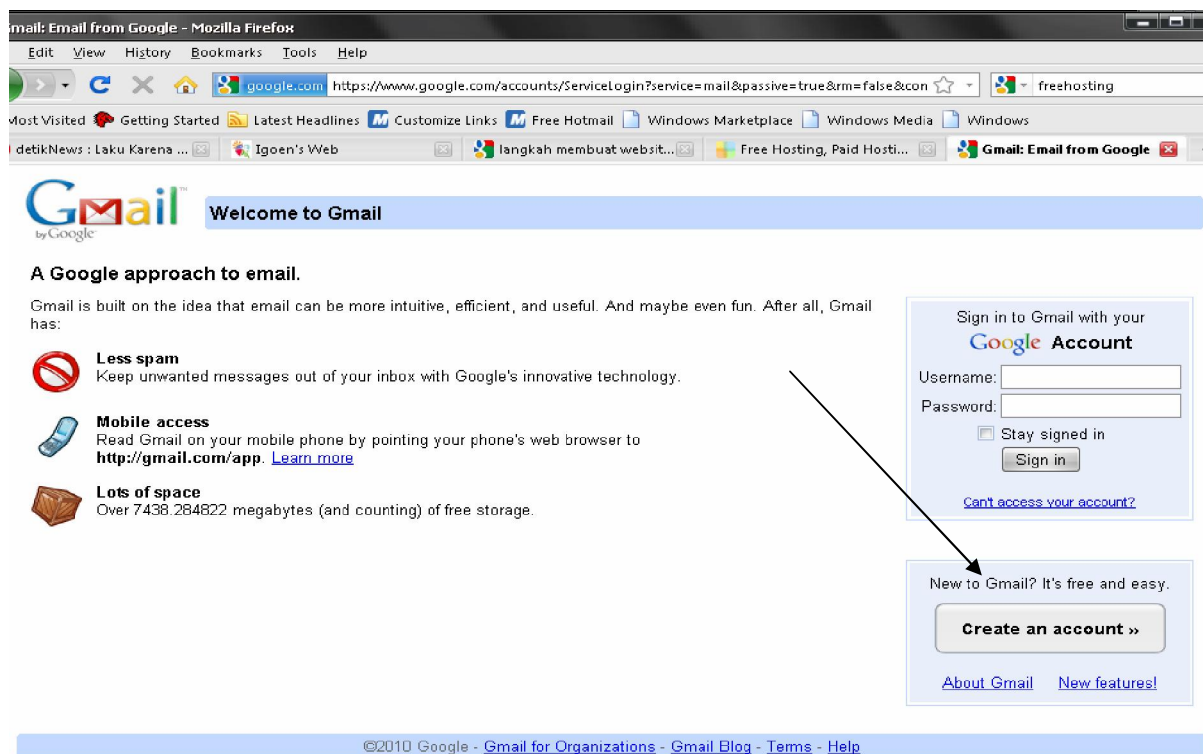 Gmail: Email from Google - Mozilla Firefox
Edit View History Bookmarks Tools Help
google.com https://www.google.com/accounts/ServiceLogin?service=mail&passive=true&rm=false&con freehosting
Most Visited Getting Started Latest Headlines Customize Links Free Hotmail Windows Marketplace Windows Media Windows
detikNews : Laku Karena ... Igoen's Web langkah membuat websit... Free Hosting, Paid Hosti... Gmail: Email from Google
Gmail™ by Google
Welcome to Gmail
A Google approach to email.
Gmail is built on the idea that email can be more intuitive, efficient, and useful. And maybe even fun. After all, Gmail
has:
Less spam
Keep unwanted messages out of your inbox with Google's innovative technology.
Mobile access
Read Gmail on your mobile phone by pointing your phone's web browser to
http://gmail.com/app. Learn more
Lots of space
Over 7438.284822 megabytes (and counting) of free storage.
Sign in to Gmail with your
Google Account
Username:
Password:
Stay signed in
Sign in
Can't access your account?
New to Gmail? It's free and easy.
Create an account »
About Gmail New features!
©2010 Google - Gmail for Organizations - Gmail Blog - Terms - Help